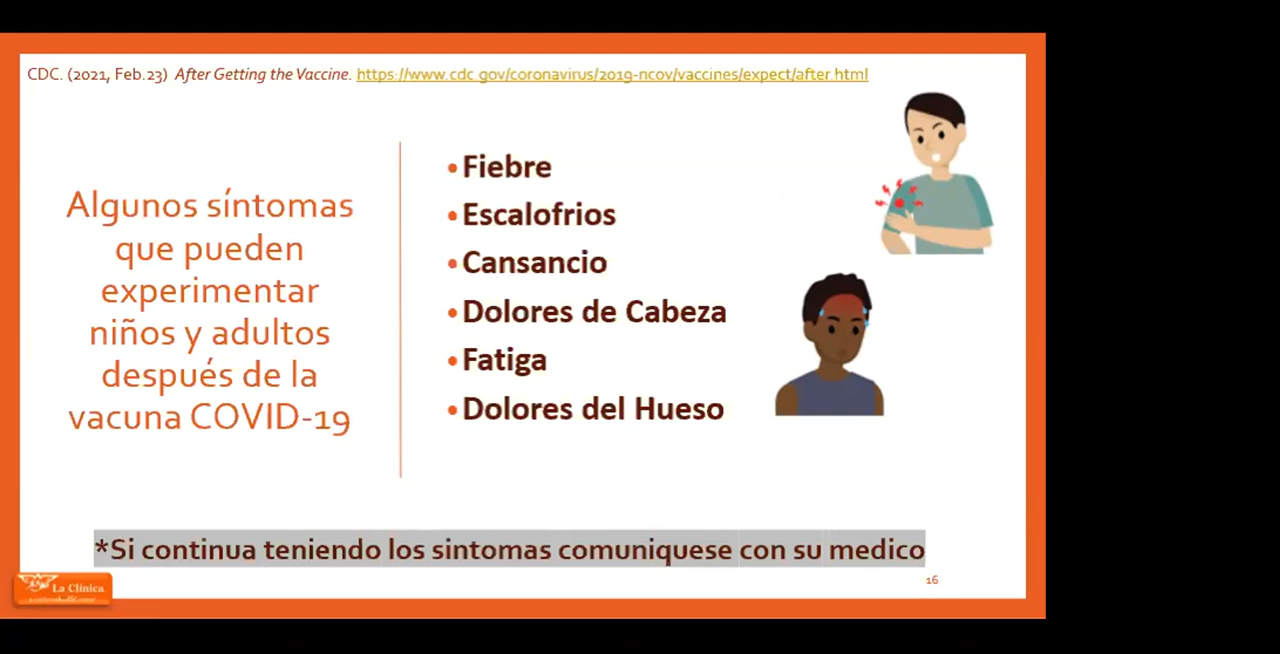 CDC. (2021, Feb.23) After Getting the Vaccine. https://www.cdc.gov/coronavirus/2019-ncov/vaccines/expect/after.html
Algunos síntomas
que pueden
experimentar
niños y adultos
después de la
vacuna COVID-19
•Fiebre
•Escalofrios
•Cansancio
•Dolores de Cabeza
•Fatiga
•Dolores del Hueso
*Si continua teniendo los sintomas comuniquese con su medico
16
La Clínica